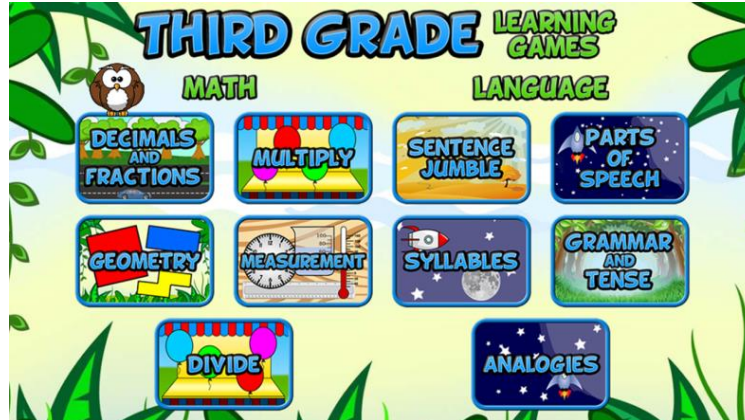 THIRD GRADE
LEARNING
GAMES
MATH
LANGUAGE
DECIMALS
AND
FRACTIONS
MULTIPLY
SENTENCE
JUMBLE
PARTS
OF
SPEECH
GEOMETRY
MEASUREMENT
SYLLABLES
GRAMMAR
AND
TENSE
DIVIDE
ANALOGIES